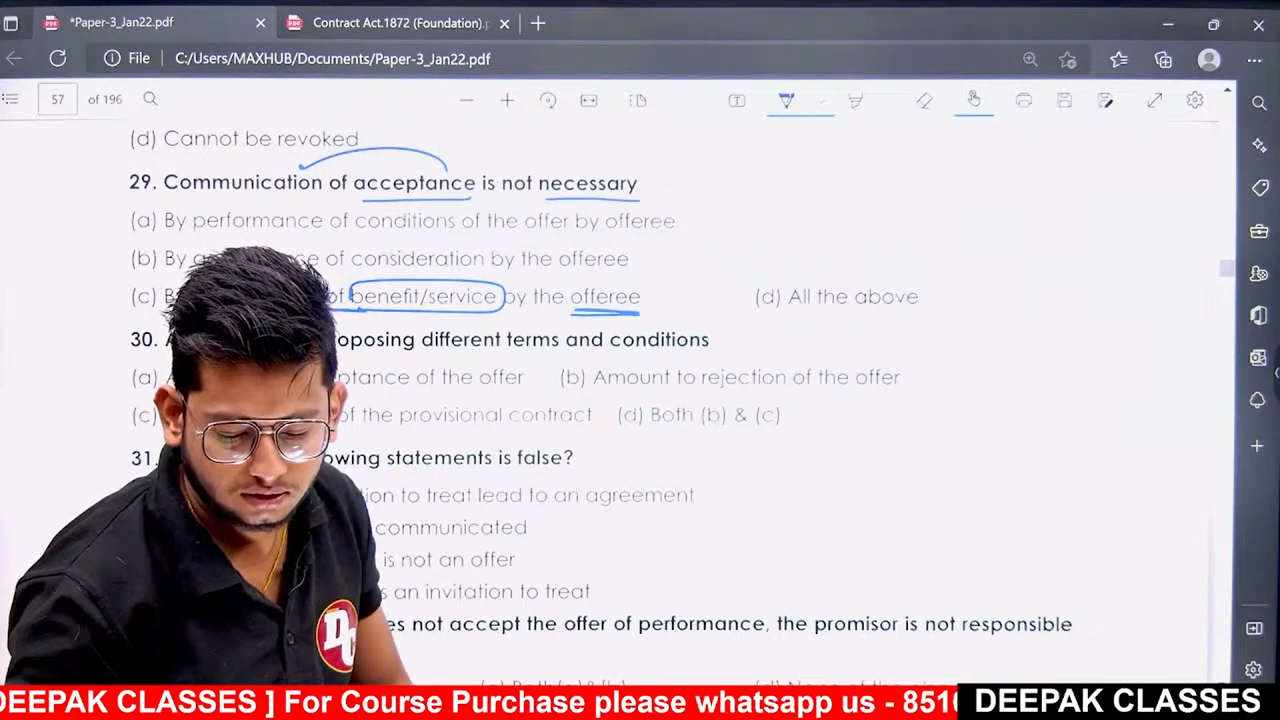 *Paper-3_Jan22.pdf
Contract Act.1872 (Foundation).
File C:/Users/MAXHUB/Documents/Paper-3_Jan22.pdf
57 of 196
(d) Cannot be revoked
29. Communication of acceptance is not necessary
(a) By performance of conditions of the offer by offeree
(b) By of consideration by the offeree
(c) of benefit/service by the offeree (d) All the above
30. different terms and conditions
(a) of the offer (b) Amount to rejection of the offer
(c) of the provisional contract (d) Both (b) & (c)
31. statements is false?
to treat lead to an agreement
communicated
is not an offer
an invitation to treat
not accept the offer of performance, the promisor is not responsible
DC
DEEPAK CLASSES ] For Course Purchase please whatsapp us - 851
DEEPAK CLASSES